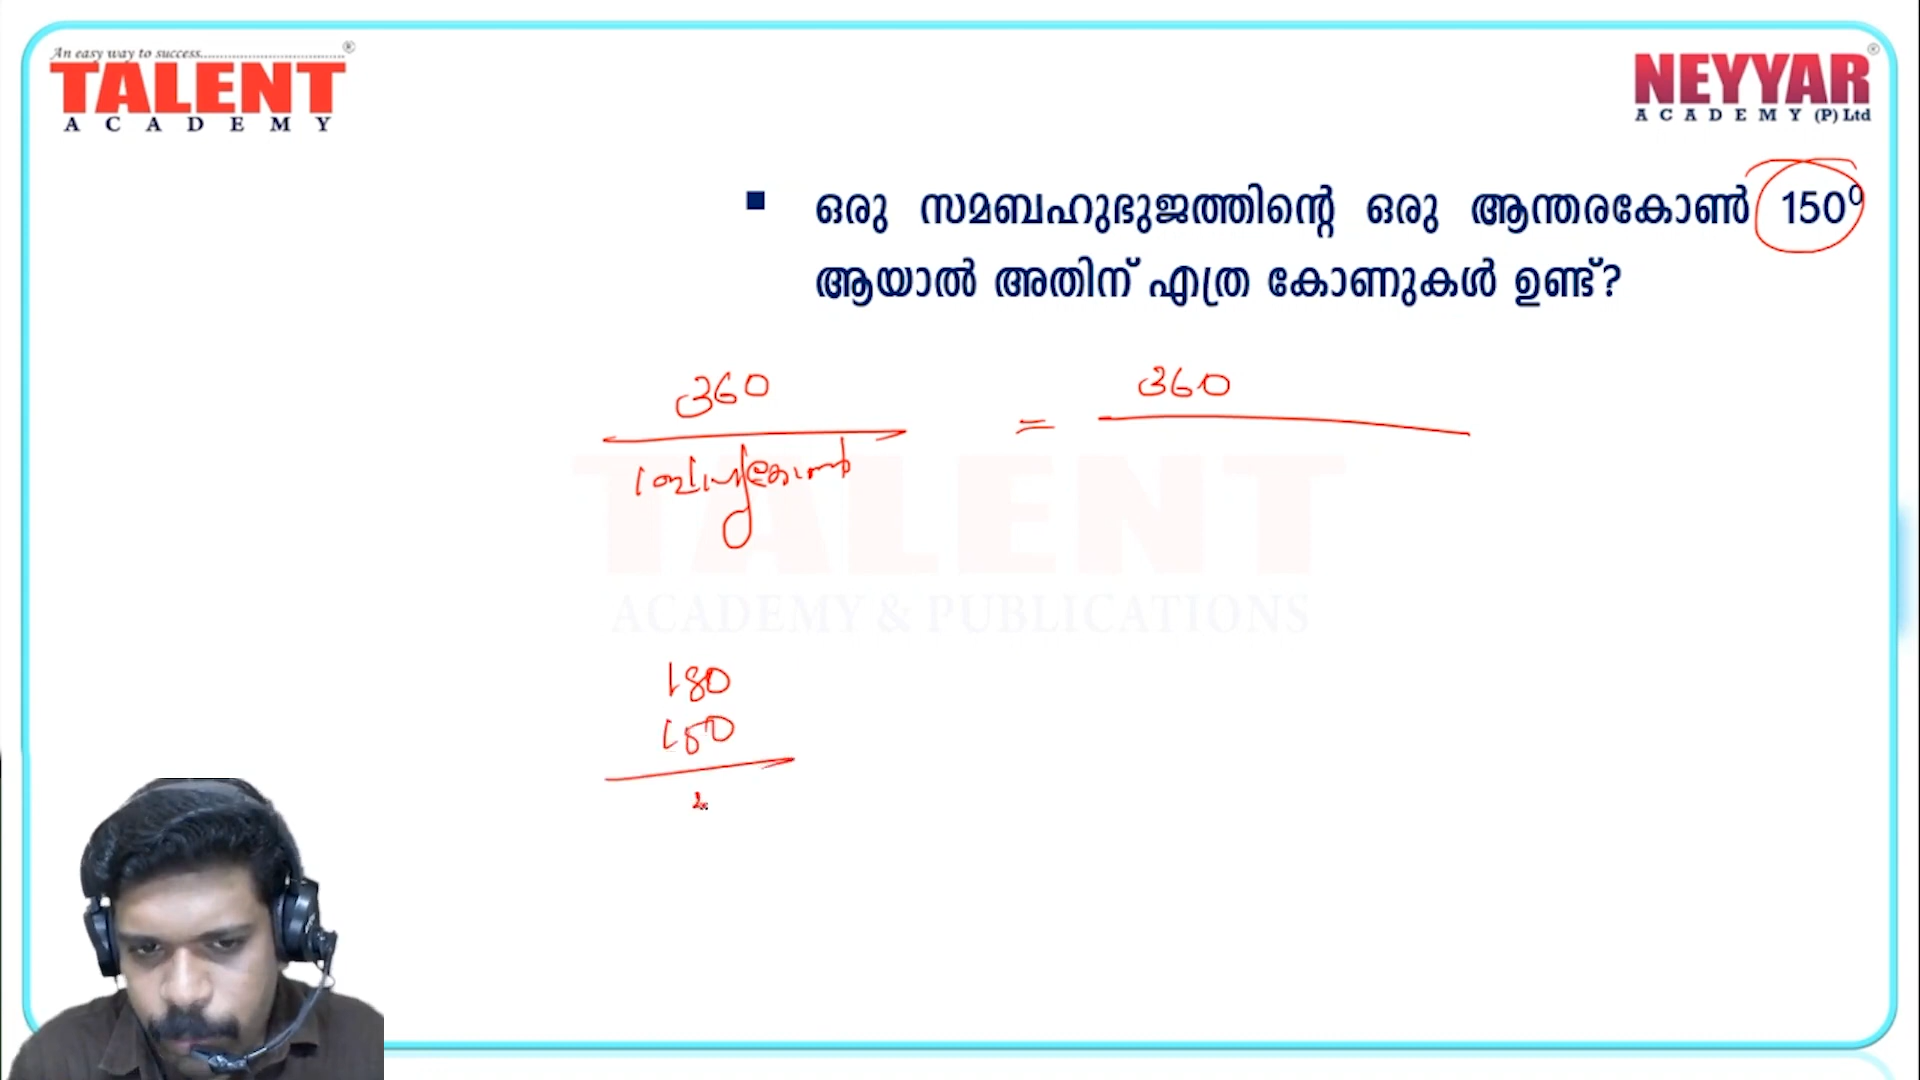 An easy way to success
TALENT
ACADEMY
NEYYAR
ACADEMY (P) Ltd
ഒരു സമബഹുഭുജത്തിന്റെ ഒരു ആന്തരകോൺ 150⁰
ആയാൽ അതിന് എത്ര കോണുകൾ ഉണ്ട്?
360 = 360
TALENT
ACADEMY & PUBLICATIONS
180
150